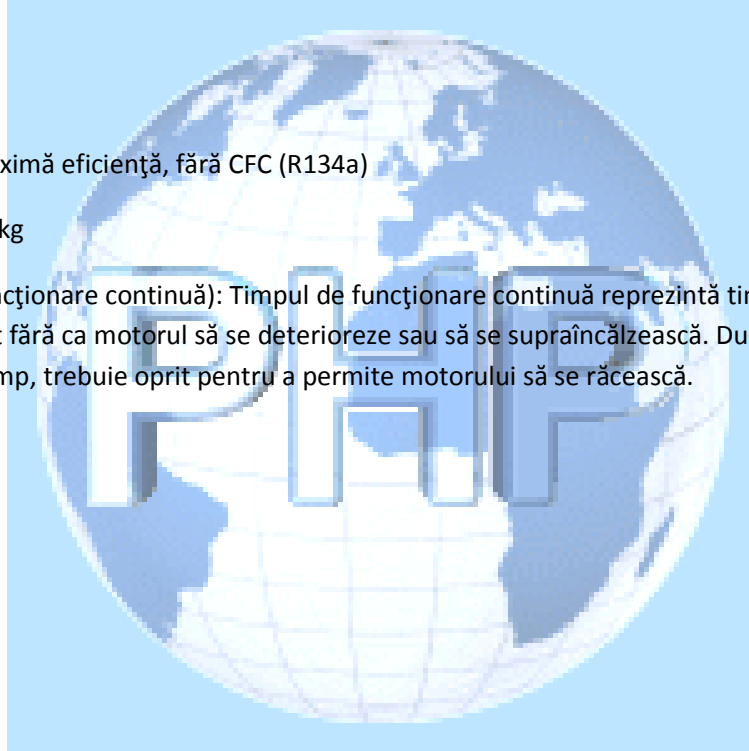 ximă eficienţă, fără CFC (R134a)
kg
cţionare continuă): Timpul de funcţionare continuă reprezintă tim
t fără ca motorul să se deterioreze sau să se supraîncălzească. Du
mp, trebuie oprit pentru a permite motorului să se răcească.
PHP